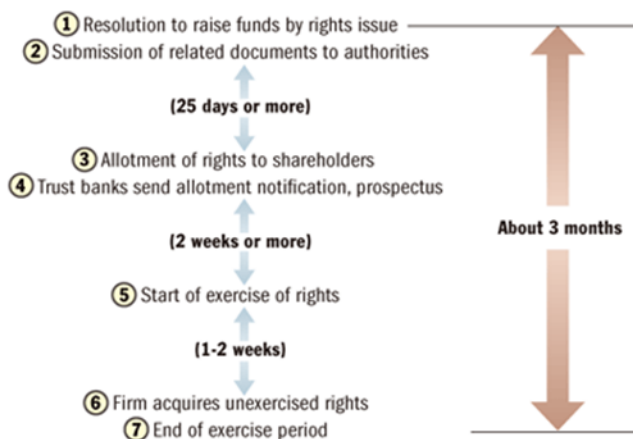 1 Resolution to raise funds by rights issue
2 Submission of related documents to authorities
(25 days or more)
3 Allotment of rights to shareholders
4 Trust banks send allotment notification, prospectus
About 3 months
(2 weeks or more)
5 Start of exercise of rights
(1-2 weeks)
6 Firm acquires unexercised rights
7 End of exercise period